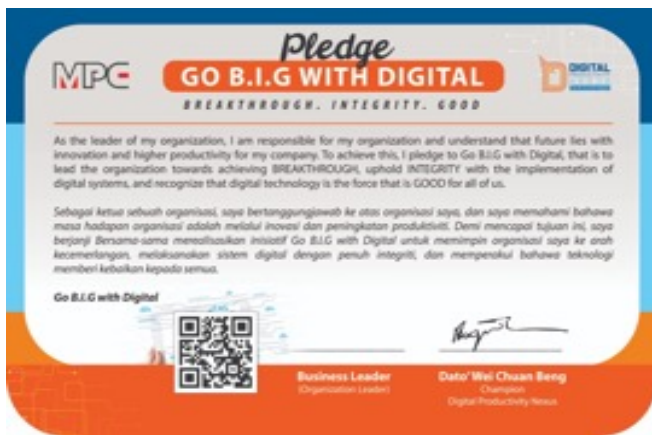 Pledge
MPC
GO B.I.G WITH DIGITAL
DIGITAL
BREAKTHROUGH. INTEGRITY. GOOD
As the leader of my organization, I am responsible for my organization and understand that future lies with
innovation and higher productivity for my company. To achieve this, I pledge to Go B.I.G with Digital, that is to
lead the organization towards achieving BREAKTHROUGH, uphold INTEGRITY with the implementation of
digital systems, and recognize that digital technology is the force that is GOOD for all of us.
Sebagai ketua sebuah organisasi, saya bertanggungjawab ke atas organisasi saya, dan saya memahami bahawa
masa hadapan organisasi adalah melalui inovasi dan peningkatan produktiviti. Demi mencapai tujuan ini, saya
berjanji Bersama-sama merealisasikan inisiatif Go B.I.G with Digital untuk memimpin organisasi saya ke arah
kecemerlangan, melaksanakan sistem digital dengan penuh integriti, dan memperakui bahawa teknologi
memberi kebaikan kepada semua.
Go B.I.G with Digital
Business Leader
(Organization Leader)
Dato' Wei Chuan Beng
Champion
Digital Productivity Nexus